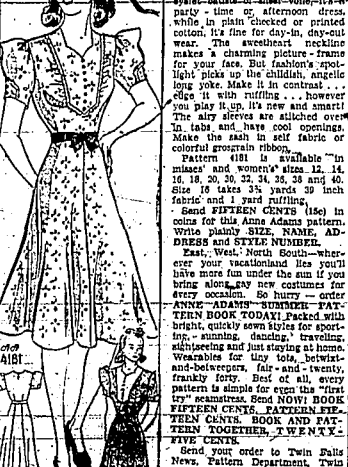 party - time or afternoon dress,
while in plain checked or printed
cotton, it's fine for day-in, day-out
wear. The sweetheart neckline
makes a charming picture - frame
for your face. But fashion's spot-
light picks up the childish, angelic
long yoke. Make it in contrast . . .
edge it with ruffling . . . however
you play it up, it's new and smart!
The airy sleeves are stitched over
in tabs and have cool openings.
Make the sash in self fabric or
colorful grosgrain ribbon.
Pattern 4181 is available in
misses' and women's sizes 12, 14,
16, 18, 20, 30, 32, 34, 36, 38 and 40.
Size 16 takes 3¾ yards 39 inch
fabric and 1 yard ruffling.
Send FIFTEEN CENTS (15c) in
coins for this Anne Adams pattern.
Write plainly SIZE, NAME, AD-
DRESS and STYLE NUMBER.
East, West, North South—wher-
ever your vacationland lies you'll
have more fun under the sun if you
bring along gay new costumes for
every occasion. So hurry — order
ANNE ADAMS SUMMER PAT-
TERN BOOK TODAY! Packed with
bright, quickly sewn styles for sport-
ing, sunning, dancing, traveling,
sightseeing and just staying at home.
Wearables for tiny tots, betwixt-
and-betweeners, fair - and - twenty,
frankly forty. Best of all, every
pattern is simple for even the "first
try" seamstress. Send NOW! BOOK
FIFTEEN CENTS. PATTERN FIF-
TEEN CENTS. BOOK AND PAT-
TERN TOGETHER, TWENTY-
FIVE CENTS.
Send your order to Twin Falls
News, Pattern Department, Twin
4181